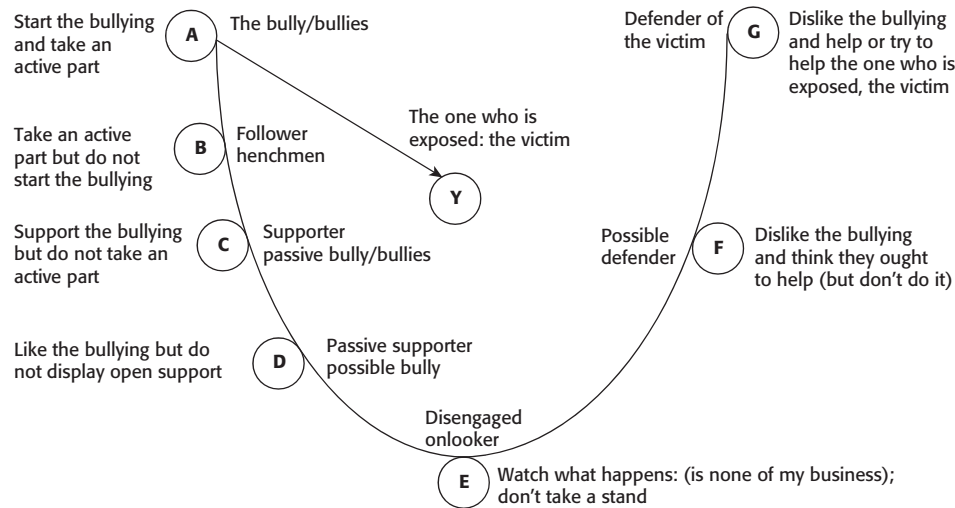 Start the bullying
and take an
active part
A
The bully/bullies
Defender of
the victim
G
Dislike the bullying
and help or try to
help the one who is
exposed, the victim
Take an active
part but do not
start the bullying
B
Follower
henchmen
The one who is
exposed: the victim
Y
Support the bullying
but do not take an
active part
C
Supporter
passive bully/bullies
Possible
defender
F
Dislike the bullying
and think they ought
to help (but don't do it)
Like the bullying but do
not display open support
D
Passive supporter
possible bully
Disengaged
onlooker
E
Watch what happens: (is none of my business);
don't take a stand